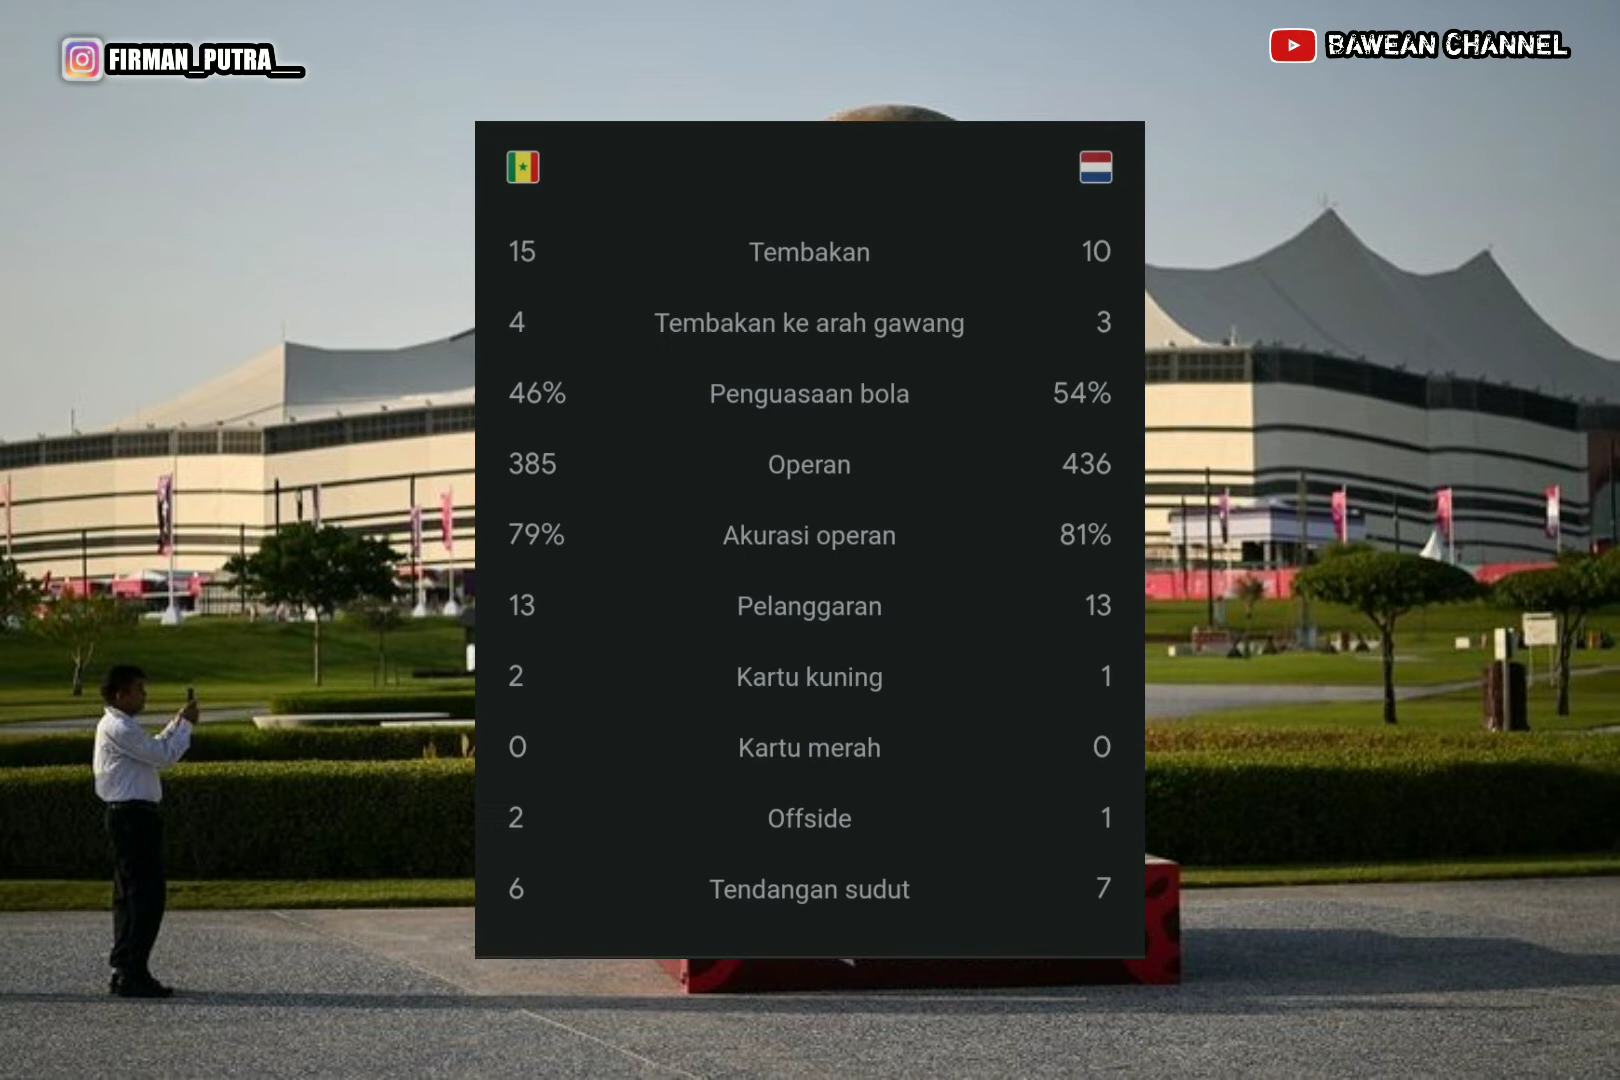 FIRMAN_PUTRA__
BAWEAN CHANNEL
15 Tembakan 10
4 Tembakan ke arah gawang 3
46% Penguasaan bola 54%
385 Operan 436
79% Akurasi operan 81%
13 Pelanggaran 13
2 Kartu kuning 1
0 Kartu merah 0
2 Offside 1
6 Tendangan sudut 7